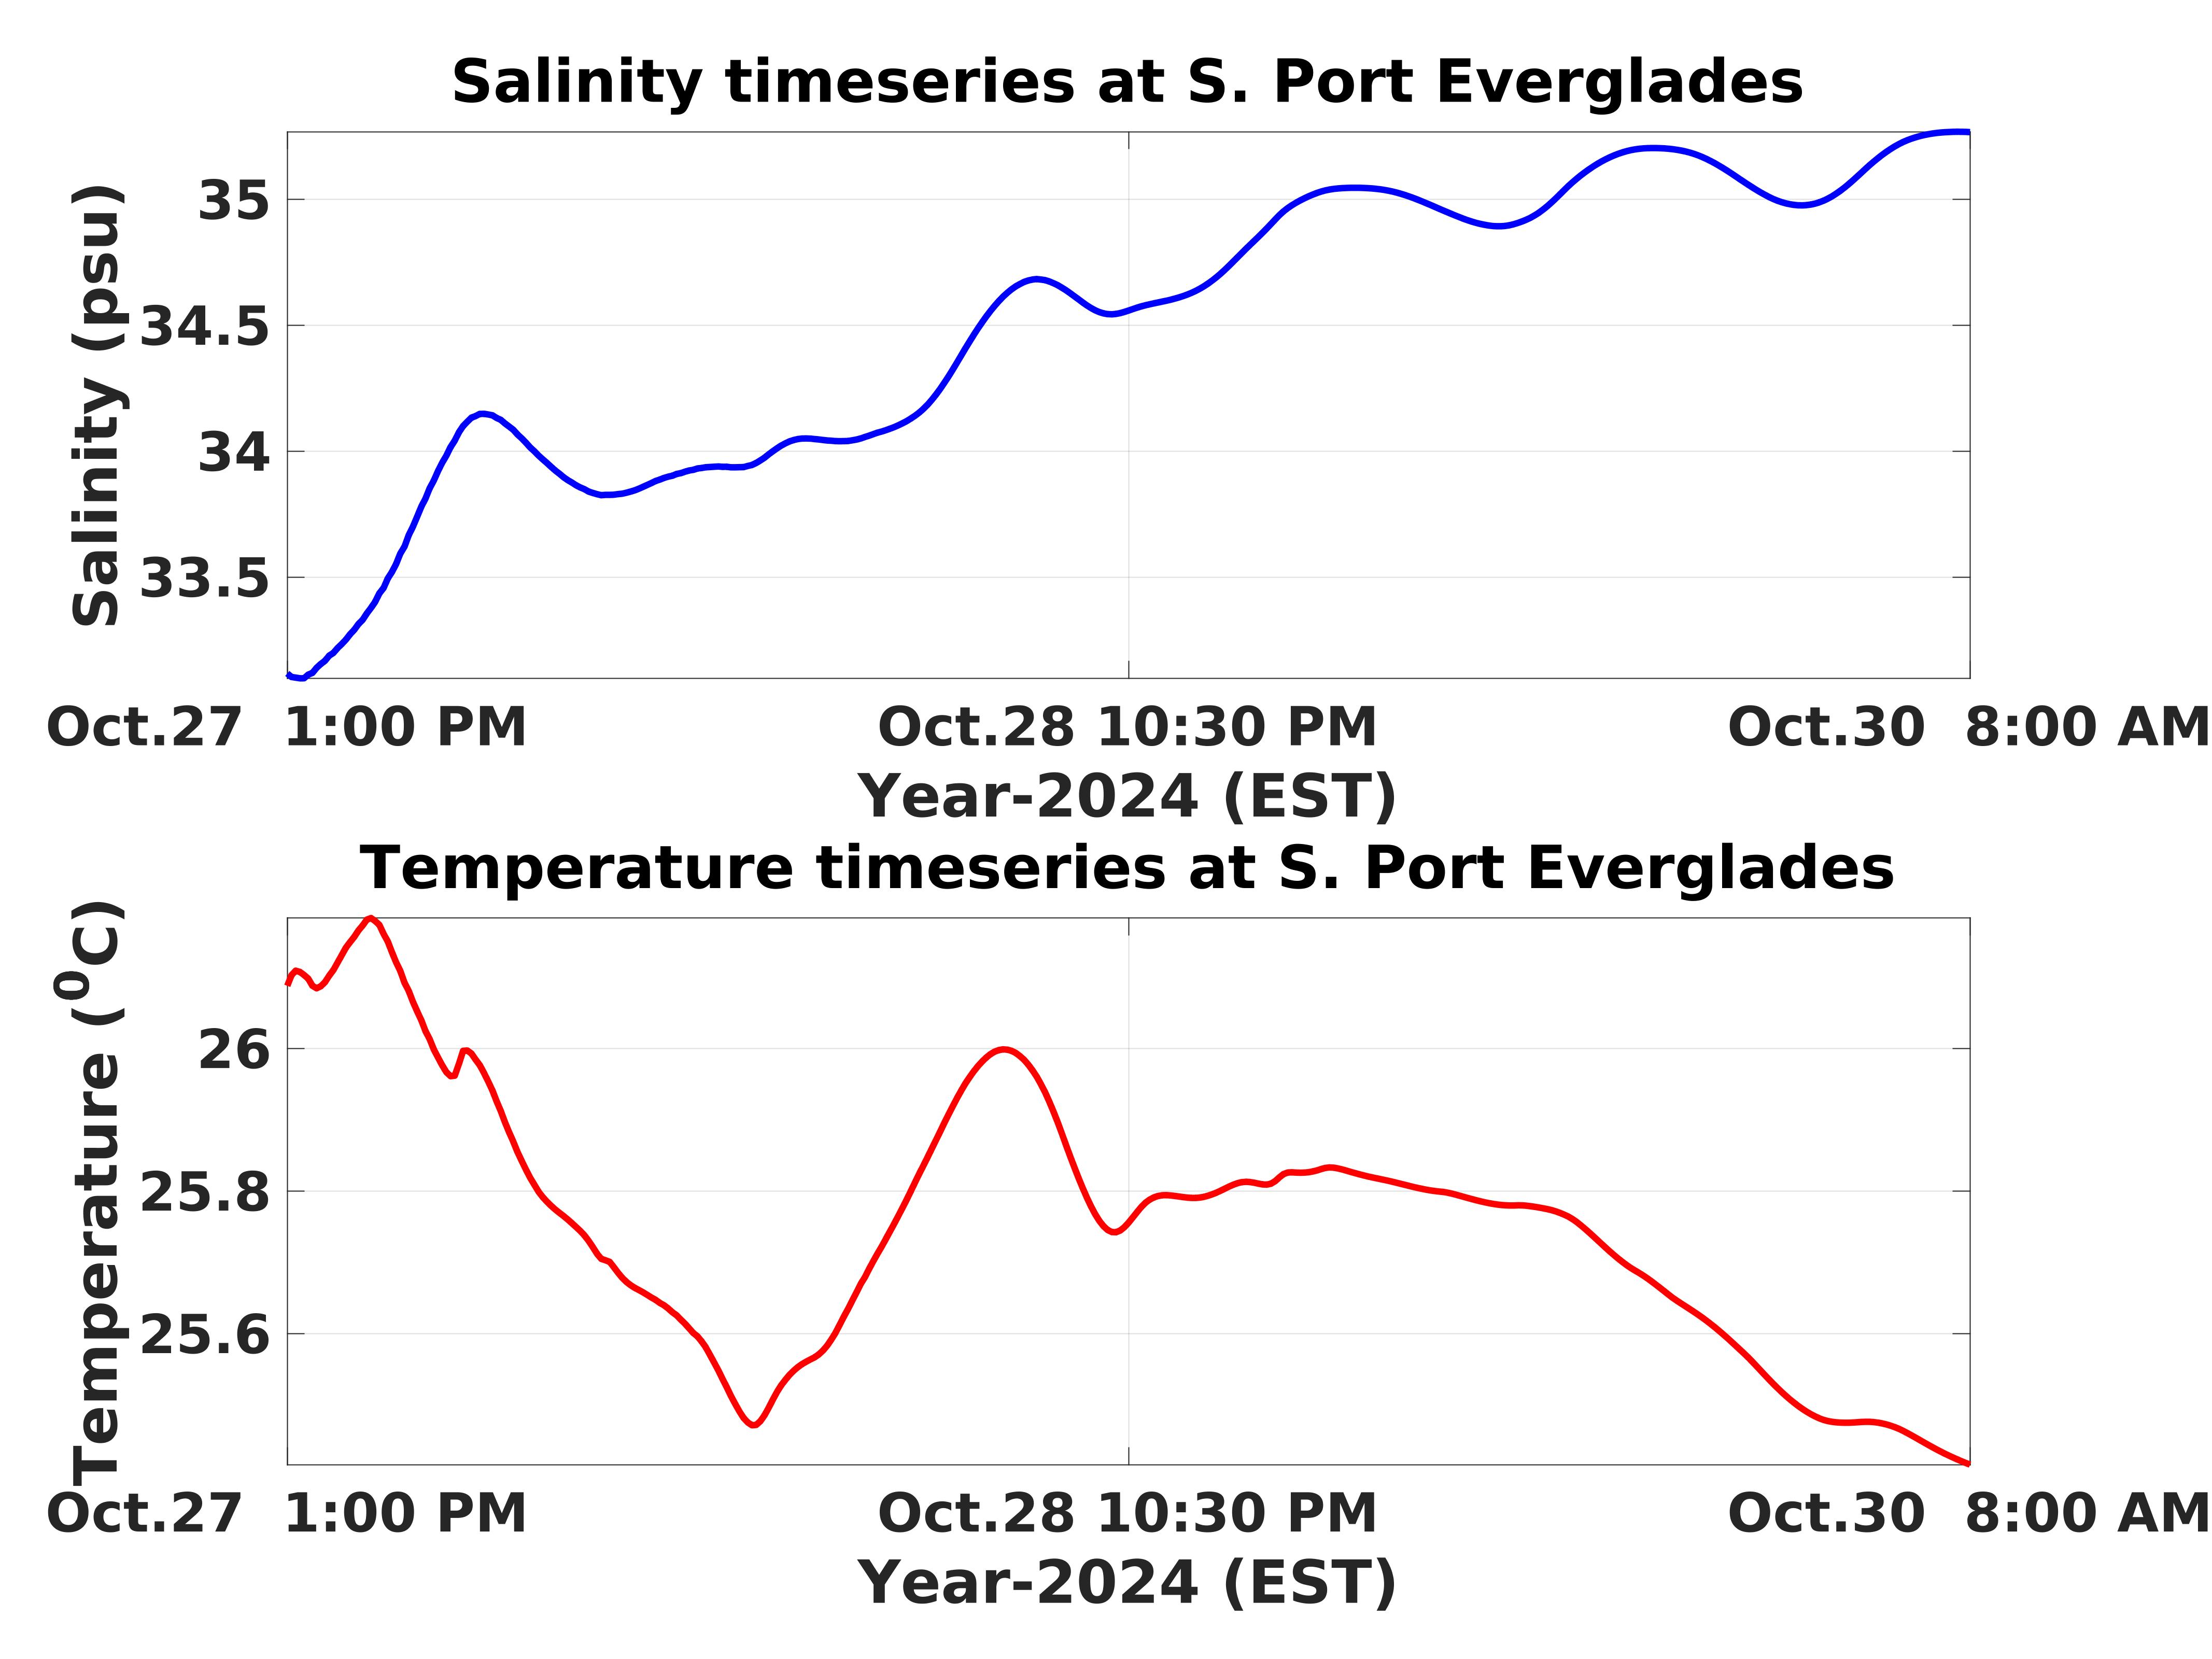 Salinity timeseries at S. Port Everglades
Salinity (psu)
35
34.5
34
33.5
Oct.27  1:00 PM
Oct.28 10:30 PM
Oct.30  8:00 AM
Year-2024 (EST)
Temperature timeseries at S. Port Everglades
Temperature (⁰C)
26
25.8
25.6
Oct.27  1:00 PM
Oct.28 10:30 PM
Oct.30  8:00 AM
Year-2024 (EST)